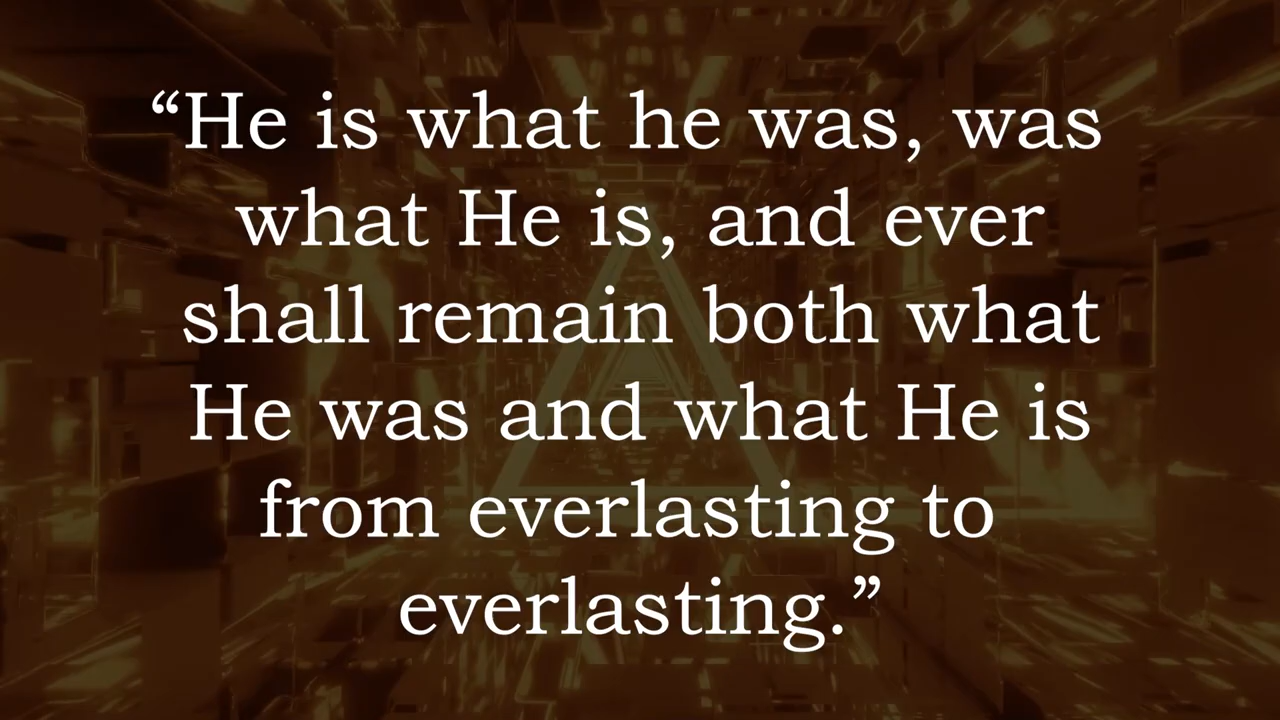 “He is what he was, was
what He is, and ever
shall remain both what
He was and what He is
from everlasting to
everlasting.”